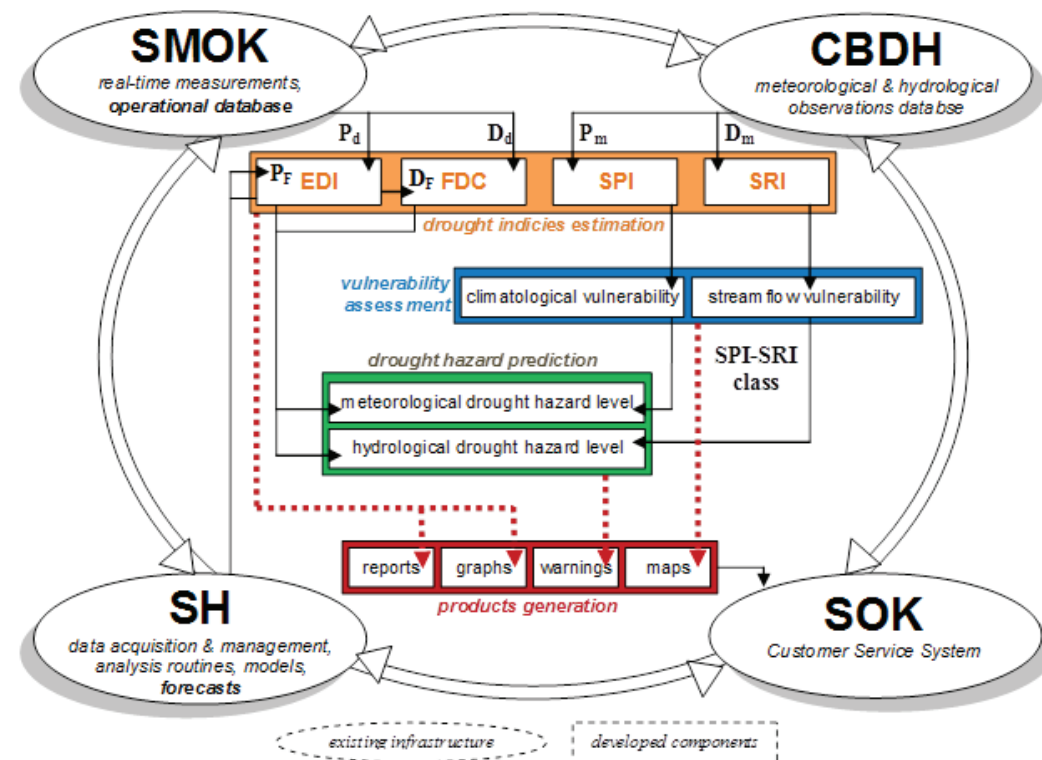 SMOK
real-time measurements,
operational database
CBDH
meteorological & hydrological
observations databse
Pd
Dd
Pm
Dm
PF EDI
DF FDC
SPI
SRI
drought indicies estimation
vulnerability
assessment
climatological vulnerability
stream flow vulnerability
SPI-SRI
class
drought hazard prediction
meteorological drought hazard level
hydrological drought hazard level
reports
graphs
warnings
maps
products generation
SH
data acquisition & management,
analysis routines, models,
forecasts
SOK
Customer Service System
existing infrastructure
developed components